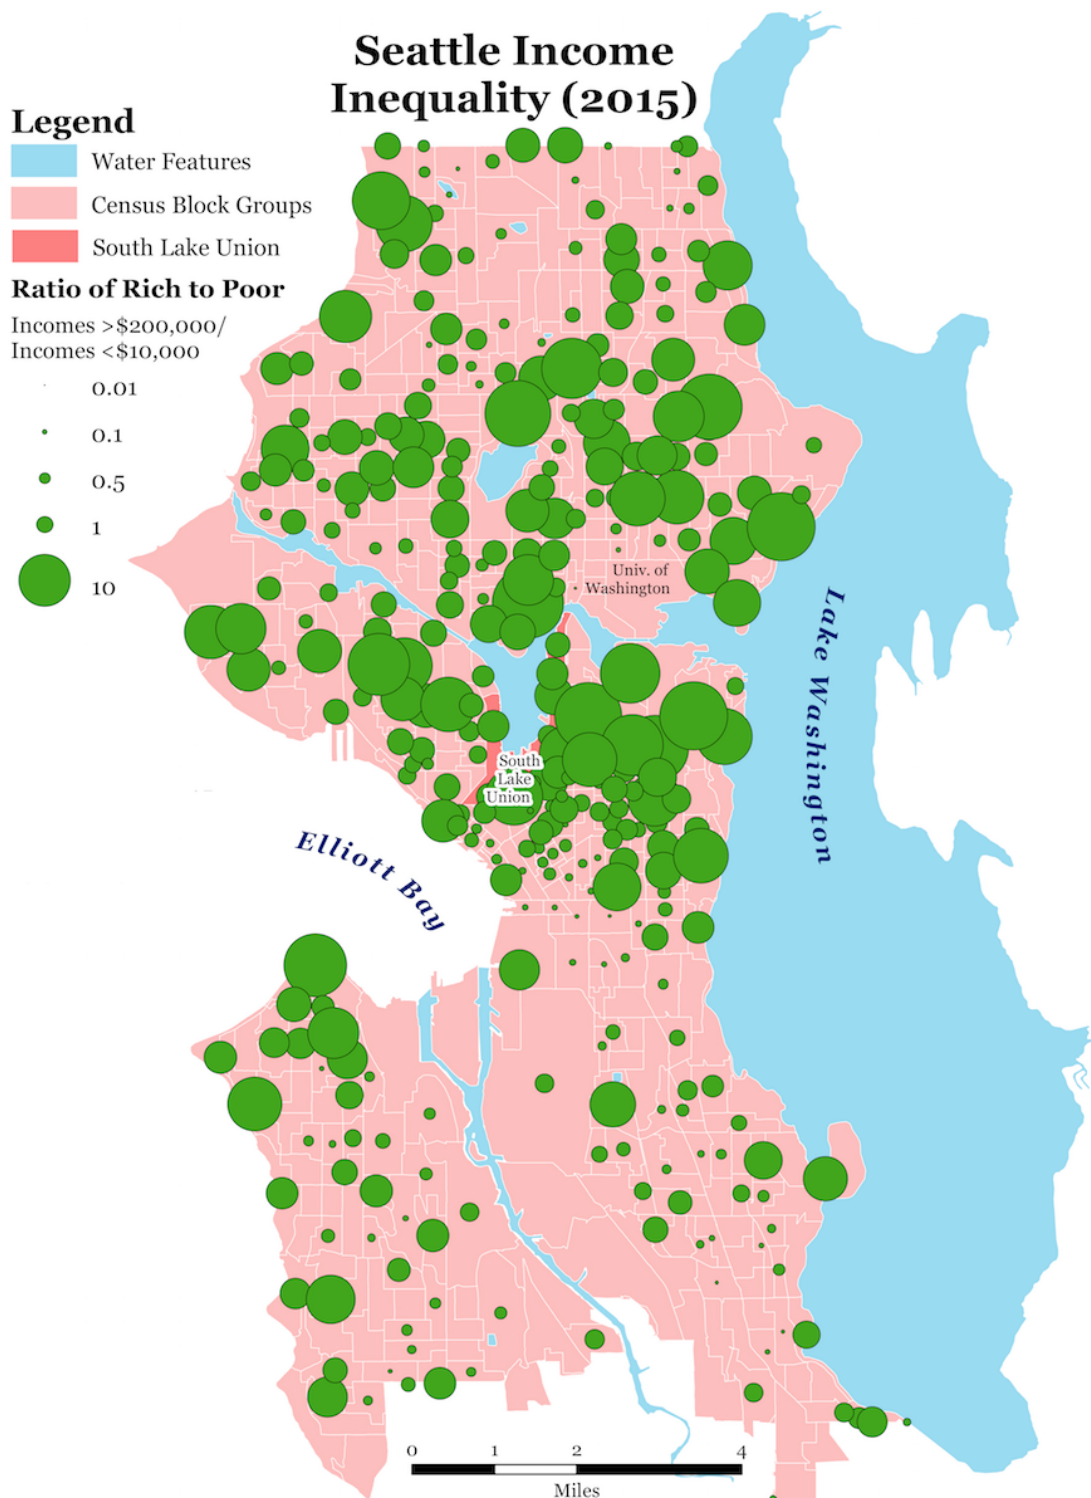 Seattle Income
Inequality (2015)
Legend
Water Features
Census Block Groups
South Lake Union
Ratio of Rich to Poor
Incomes >$200,000/
Incomes <$10,000
0.01
0.1
0.5
1
10
Univ. of
Washington
Lake Washington
South
Lake
Union
Elliott Bay
0 1 2 4
Miles